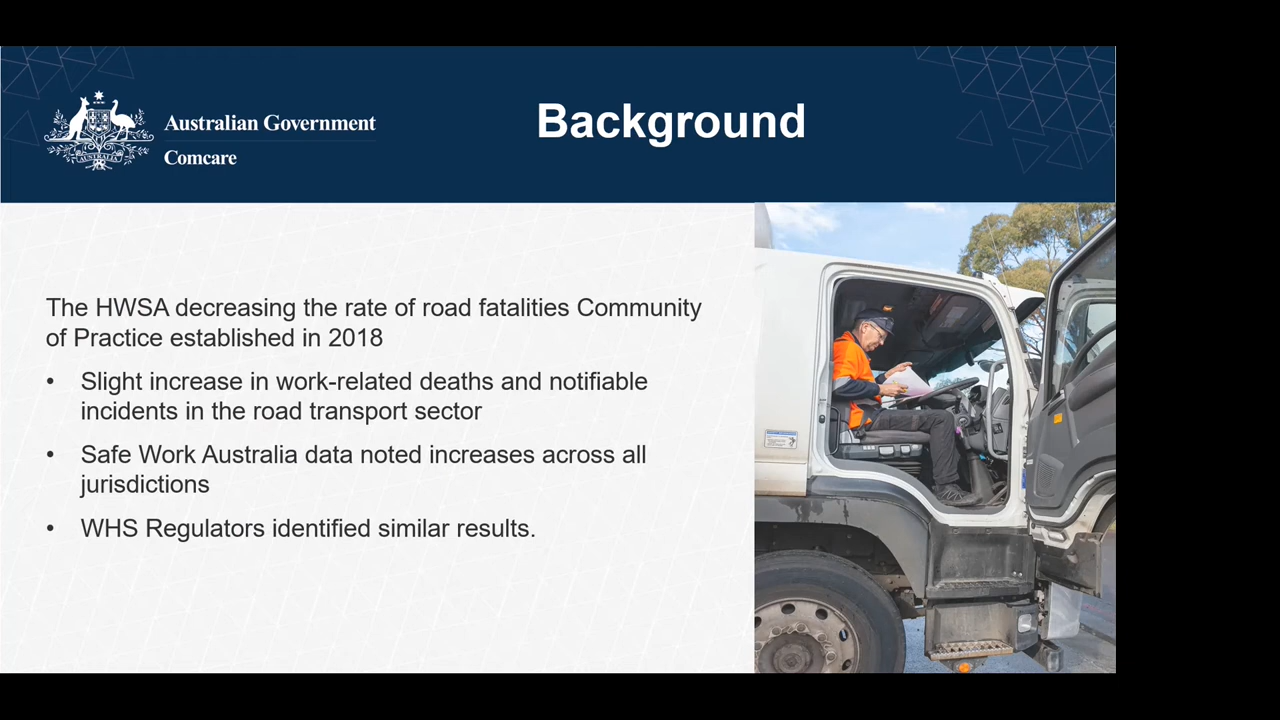 Australian Government
Comcare
AUSTRALIA
Background
The HWSA decreasing the rate of road fatalities Community
of Practice established in 2018
• Slight increase in work-related deaths and notifiable
incidents in the road transport sector
• Safe Work Australia data noted increases across all
jurisdictions
• WHS Regulators identified similar results.